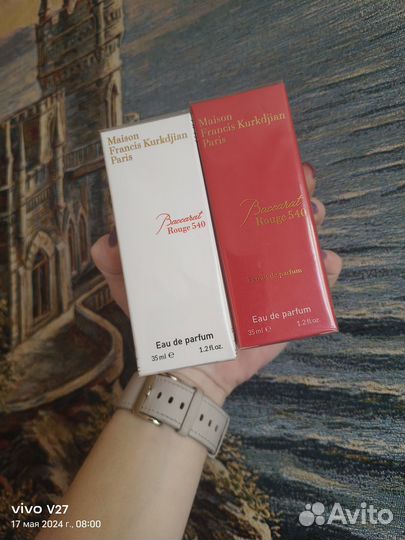 Maison
Francis Kurkdjian
Paris
Baccarat
Rouge 540
Eau de parfum
35 ml e
1.2 fl.oz.
Maison
Francis Kurkdjian
Paris
Baccarat
Rouge 540
Extrait de parfum
Eau de parfum
35 ml e
1.2 fl.oz.
vivo V27
17 мая 2024 г., 08:00
Avito